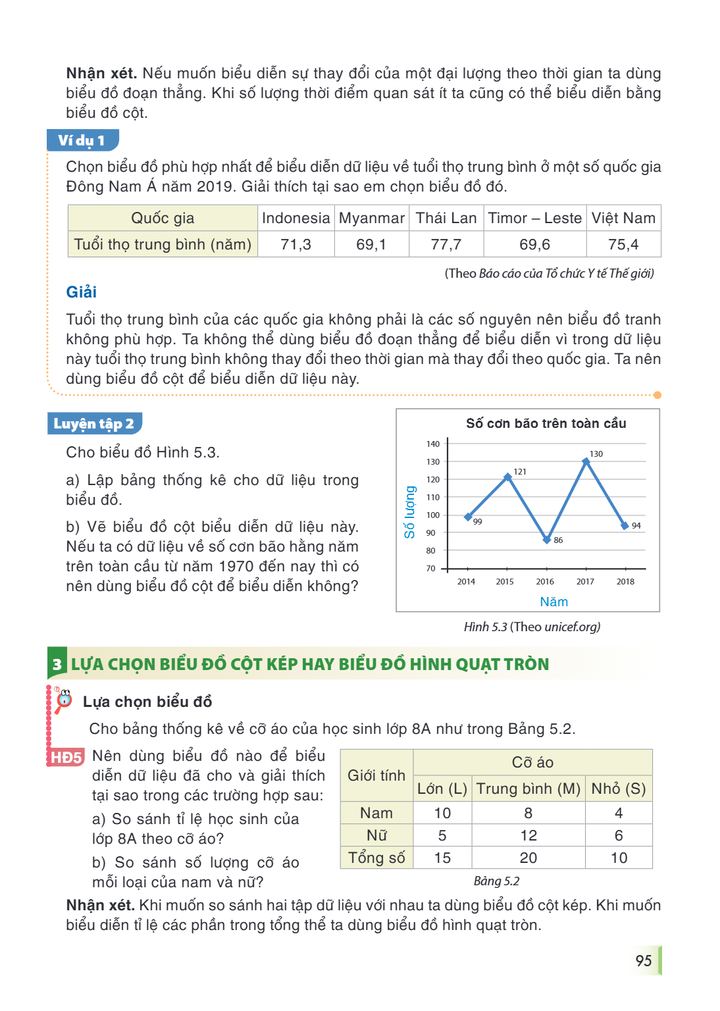 Nhận xét. Nếu muốn biểu diễn sự thay đổi của một đại lượng theo thời gian ta dùng
biểu đồ đoạn thẳng. Khi số lượng thời điểm quan sát ít ta cũng có thể biểu diễn bằng
biểu đồ cột.
Ví dụ 1
Chọn biểu đồ phù hợp nhất để biểu diễn dữ liệu về tuổi thọ trung bình ở một số quốc gia
Đông Nam Á năm 2019. Giải thích tại sao em chọn biểu đồ đó.
Quốc gia Indonesia Myanmar Thái Lan Timor – Leste Việt Nam
Tuổi thọ trung bình (năm) 71,3 69,1 77,7 69,6 75,4
(Theo Báo cáo của Tổ chức Y tế Thế giới)
Giải
Tuổi thọ trung bình của các quốc gia không phải là các số nguyên nên biểu đồ tranh
không phù hợp. Ta không thể dùng biểu đồ đoạn thẳng để biểu diễn vì trong dữ liệu
này tuổi thọ trung bình không thay đổi theo thời gian mà thay đổi theo quốc gia. Ta nên
dùng biểu đồ cột để biểu diễn dữ liệu này.
Luyện tập 2
Cho biểu đồ Hình 5.3.
a) Lập bảng thống kê cho dữ liệu trong
biểu đồ.
b) Vẽ biểu đồ cột biểu diễn dữ liệu này.
Nếu ta có dữ liệu về số cơn bão hằng năm
trên toàn cầu từ năm 1970 đến nay thì có
nên dùng biểu đồ cột để biểu diễn không?
Số cơn bão trên toàn cầu
Số lượng
140
130
120
110
100
90
80
70
99
121
86
130
94
2014 2015 2016 2017 2018
Năm
Hình 5.3 (Theo unicef.org)
3 LỰA CHỌN BIỂU ĐỒ CỘT KÉP HAY BIỂU ĐỒ HÌNH QUẠT TRÒN
Lựa chọn biểu đồ
Cho bảng thống kê về cỡ áo của học sinh lớp 8A như trong Bảng 5.2.
HĐ5 Nên dùng biểu đồ nào để biểu
diễn dữ liệu đã cho và giải thích
tại sao trong các trường hợp sau:
a) So sánh tỉ lệ học sinh của
lớp 8A theo cỡ áo?
b) So sánh số lượng cỡ áo
mỗi loại của nam và nữ?
Giới tính Cỡ áo
Lớn (L) Trung bình (M) Nhỏ (S)
Nam 10 8 4
Nữ 5 12 6
Tổng số 15 20 10
Bảng 5.2
Nhận xét. Khi muốn so sánh hai tập dữ liệu với nhau ta dùng biểu đồ cột kép. Khi muốn
biểu diễn tỉ lệ các phần trong tổng thể ta dùng biểu đồ hình quạt tròn.
95